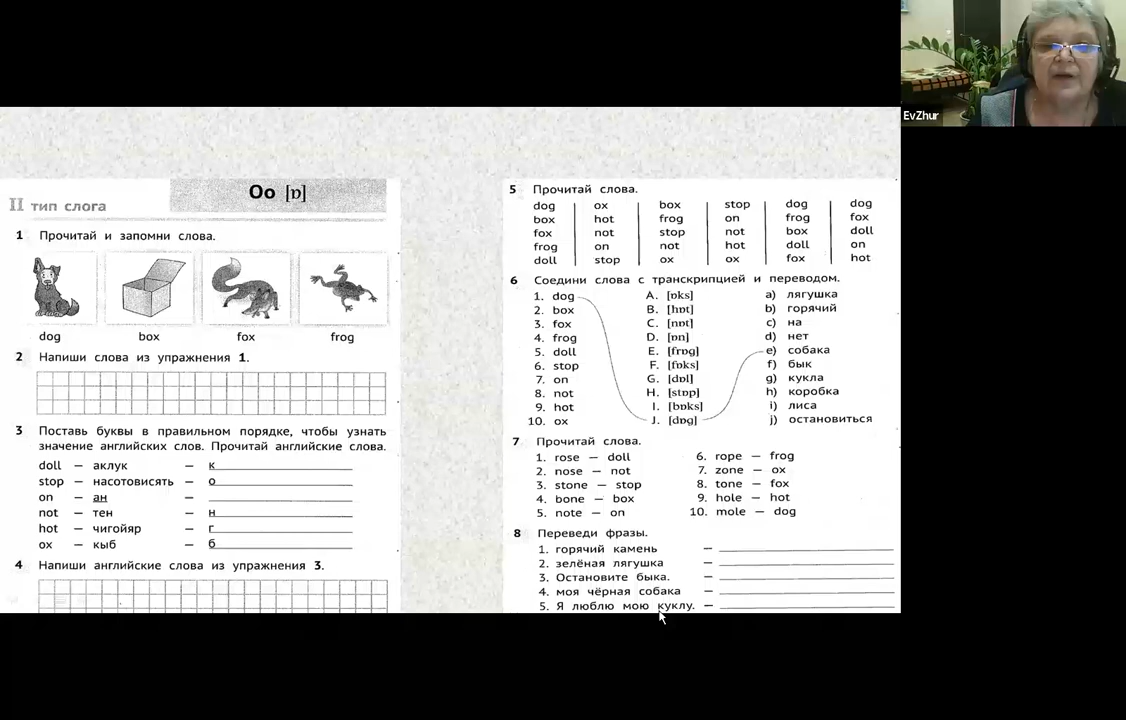 EvZhur
Oo [ɒ]
II тип слога
1 Прочитай и запомни слова.
dog box fox frog
2 Напиши слова из упражнения 1.
3 Поставь буквы в правильном порядке, чтобы узнать
значение английских слов. Прочитай английские слова.
doll — аклук — к
stop — насотовисять — о
on — ан —
not — тен — н
hot — чигойяр — г
ox — кыб — б
4 Напиши английские слова из упражнения 3.
5 Прочитай слова.
dog ox box stop dog dog
box hot frog on frog fox
fox not stop not box doll
frog on not hot doll on
doll stop ox ox fox hot
6 Соедини слова с транскрипцией и переводом.
1. dog A. [ɒks] a) лягушка
2. box B. [hɒt] b) горячий
3. fox C. [nɒt] c) на
4. frog D. [ɒn] d) нет
5. doll E. [frɒg] e) собака
6. stop F. [fɒks] f) бык
7. on G. [dɒl] g) кукла
8. not H. [stɒp] h) коробка
9. hot I. [bɒks] i) лиса
10. ox J. [dɒg] j) остановиться
7 Прочитай слова.
1. rose — doll 6. rope — frog
2. nose — not 7. zone — ox
3. stone — stop 8. tone — fox
4. bone — box 9. hole — hot
5. note — on 10. mole — dog
8 Переведи фразы.
1. горячий камень —
2. зелёная лягушка —
3. Остановите быка. —
4. моя чёрная собака —
5. Я люблю мою куклу. —